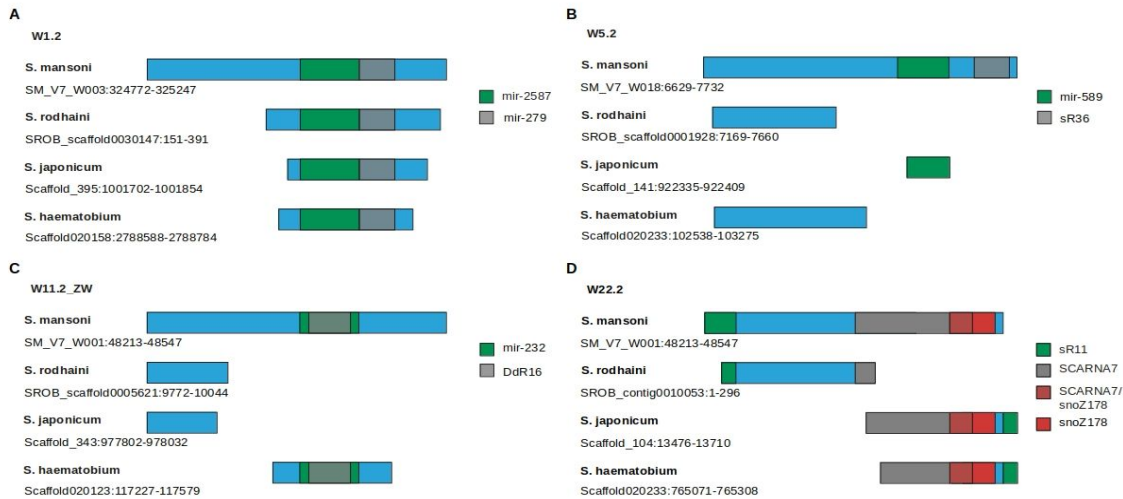 A
W1.2
S. mansoni
SM_V7_W003:324772-325247
S. rodhaini
SROB_scaffold0030147:151-391
S. japonicum
Scaffold_395:1001702-1001854
S. haematobium
Scaffold020158:2788588-2788784
mir-2587
mir-279
B
W5.2
S. mansoni
SM_V7_W018:6629-7732
S. rodhaini
SROB_scaffold0001928:7169-7660
S. japonicum
Scaffold_141:922335-922409
S. haematobium
Scaffold020233:102538-103275
mir-589
sR36
C
W11.2_ZW
S. mansoni
SM_V7_W001:48213-48547
S. rodhaini
SROB_scaffold0005621:9772-10044
S. japonicum
Scaffold_343:977802-978032
S. haematobium
Scaffold020123:117227-117579
mir-232
DdR16
D
W22.2
S. mansoni
SM_V7_W001:48213-48547
S. rodhaini
SROB_contig0010053:1-296
S. japonicum
Scaffold_104:13476-13710
S. haematobium
Scaffold020233:765071-765308
sR11
SCARNA7
SCARNA7/
snoZ178
snoZ178